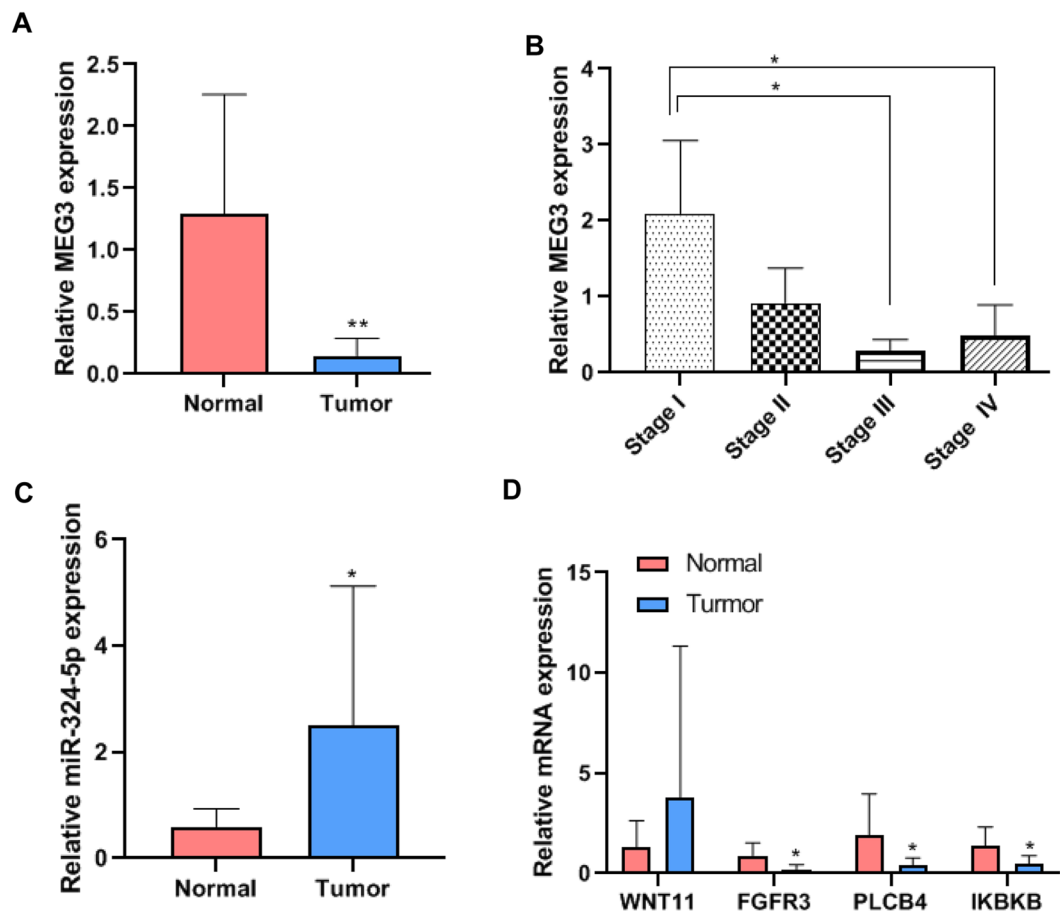 A
Relative MEG3 expression
2.5
2.0
1.5
1.0
0.5
0.0
**
Normal Tumor
B
Relative MEG3 expression
4
3
2
1
0
*
*
Stage I Stage II Stage III Stage IV
C
Relative miR-324-5p expression
6
4
2
0
*
Normal Tumor
D
Relative mRNA expression
Normal
Turmor
15
10
5
0
* * *
WNT11 FGFR3 PLCB4 IKBKB